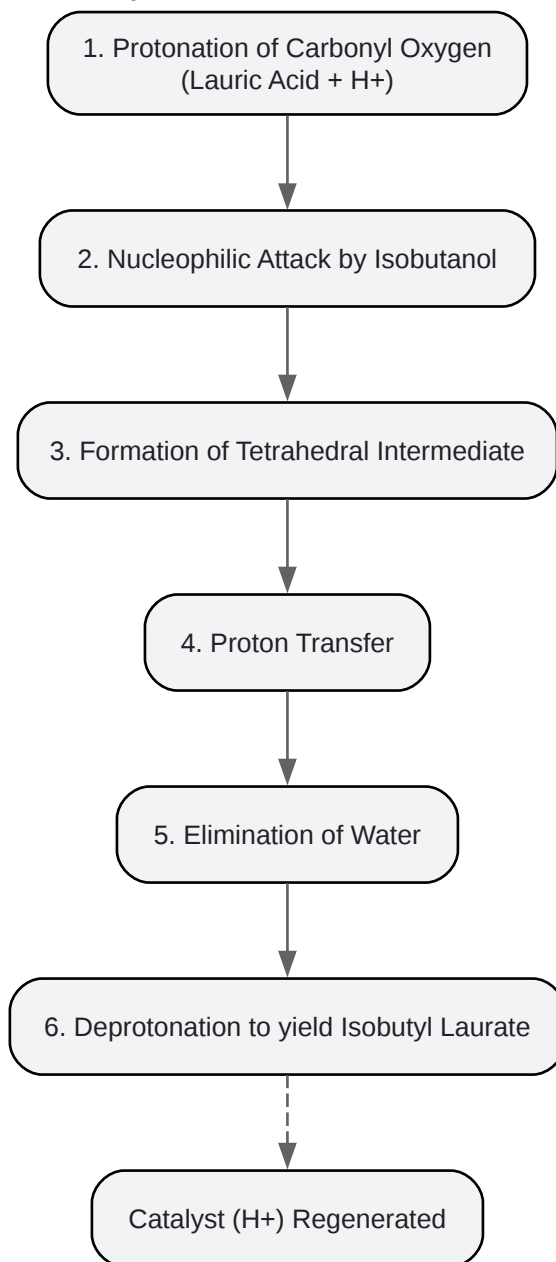 1. Protonation of Carbonyl Oxygen
(Lauric Acid + H+)
2. Nucleophilic Attack by Isobutanol
3. Formation of Tetrahedral Intermediate
4. Proton Transfer
5. Elimination of Water
6. Deprotonation to yield Isobutyl Laurate
Catalyst (H+) Regenerated